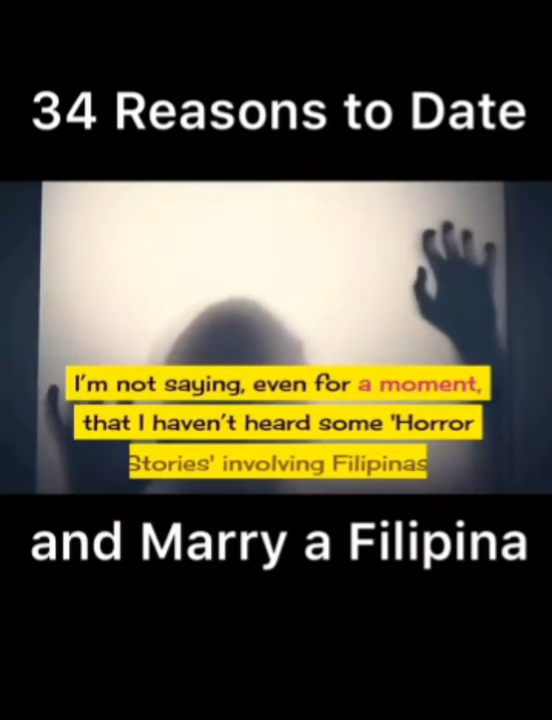 34 Reasons to Date
I'm not saying, even for a moment,
that I haven't heard some 'Horror
Stories' involving Filipinas
and Marry a Filipina